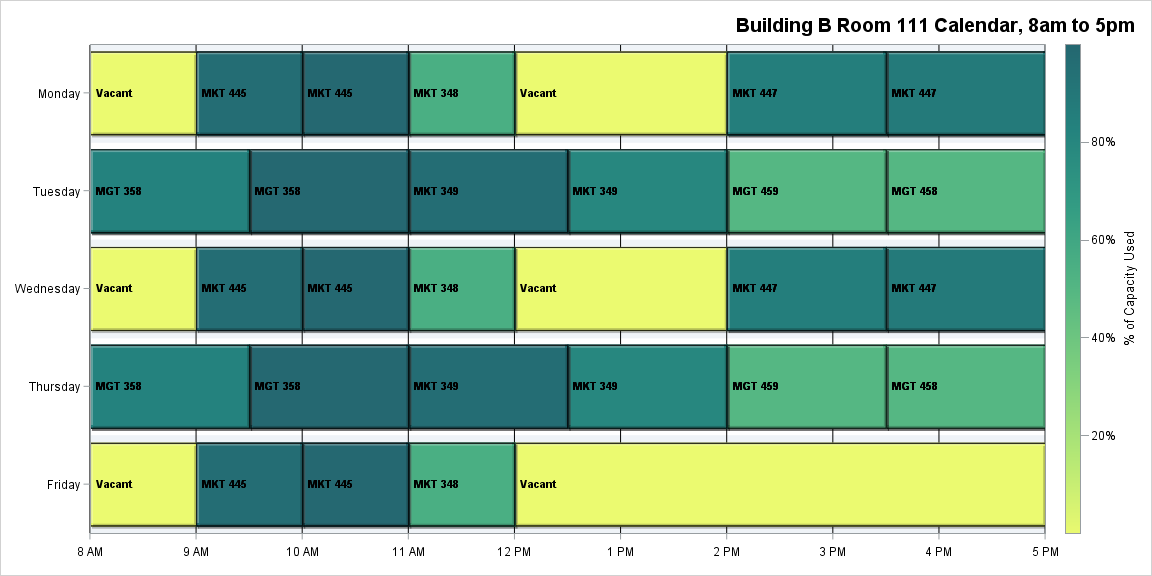 Building B Room 111 Calendar, 8am to 5pm
Monday
Vacant
MKT 445
MKT 445
MKT 348
Vacant
MKT 447
MKT 447
Tuesday
MGT 358
MGT 358
MKT 349
MKT 349
MGT 459
MGT 458
Wednesday
Vacant
MKT 445
MKT 445
MKT 348
Vacant
MKT 447
MKT 447
Thursday
MGT 358
MGT 358
MKT 349
MKT 349
MGT 459
MGT 458
Friday
Vacant
MKT 445
MKT 445
MKT 348
Vacant
8 AM
9 AM
10 AM
11 AM
12 PM
1 PM
2 PM
3 PM
4 PM
5 PM
80%
60%
40%
20%
% of Capacity Used